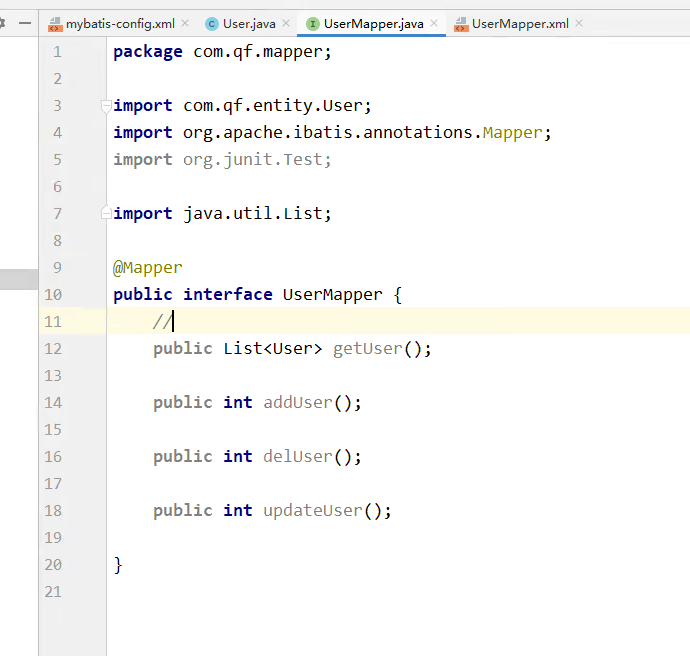 mybatis-config.xml User.java UserMapper.java UserMapper.xml
1 package com.qf.mapper;
2
3 import com.qf.entity.User;
4 import org.apache.ibatis.annotations.Mapper;
5 import org.junit.Test;
6
7 import java.util.List;
8
9 @Mapper
10 public interface UserMapper {
11 //
12 public List<User> getUser();
13
14 public int addUser();
15
16 public int delUser();
17
18 public int updateUser();
19
20 }
21